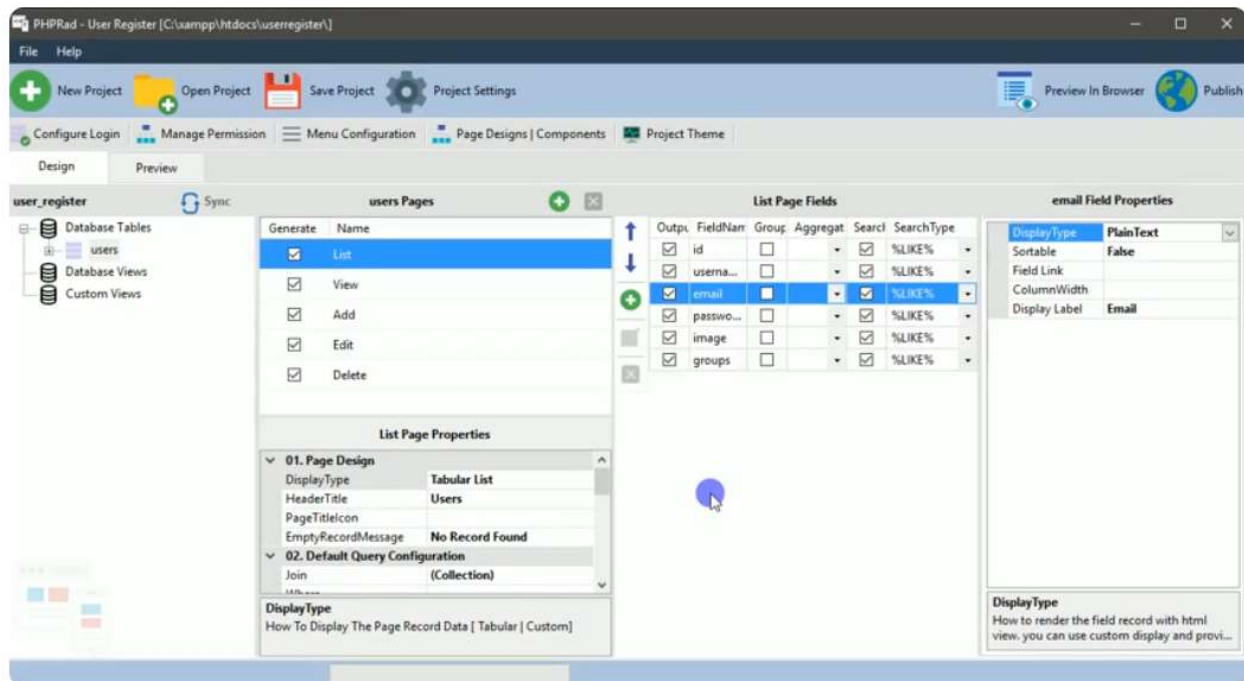 PHPRad - User Register [C:\xampp\htdocs\userregister\]
File Help
New Project Open Project Save Project Project Settings Preview In Browser Publish
Configure Login Manage Permission Menu Configuration Page Designs | Components Project Theme
Design Preview
user_register Sync
Database Tables
users
Database Views
Custom Views
users Pages
Generate Name
List
View
Add
Edit
Delete
List Page Properties
01. Page Design
DisplayType Tabular List
HeaderTitle Users
PageTitleIcon
EmptyRecordMessage No Record Found
02. Default Query Configuration
Join (Collection)
DisplayType
How To Display The Page Record Data [ Tabular | Custom]
List Page Fields
Outpu FieldNam Group Aggregat Searcl SearchType
id %LIKE%
userna... %LIKE%
email %LIKE%
passwo... %LIKE%
image %LIKE%
groups %LIKE%
email Field Properties
DisplayType PlainText
Sortable False
Field Link
ColumnWidth
Display Label Email
DisplayType
How to render the field record with html
view. you can use custom display and provi...